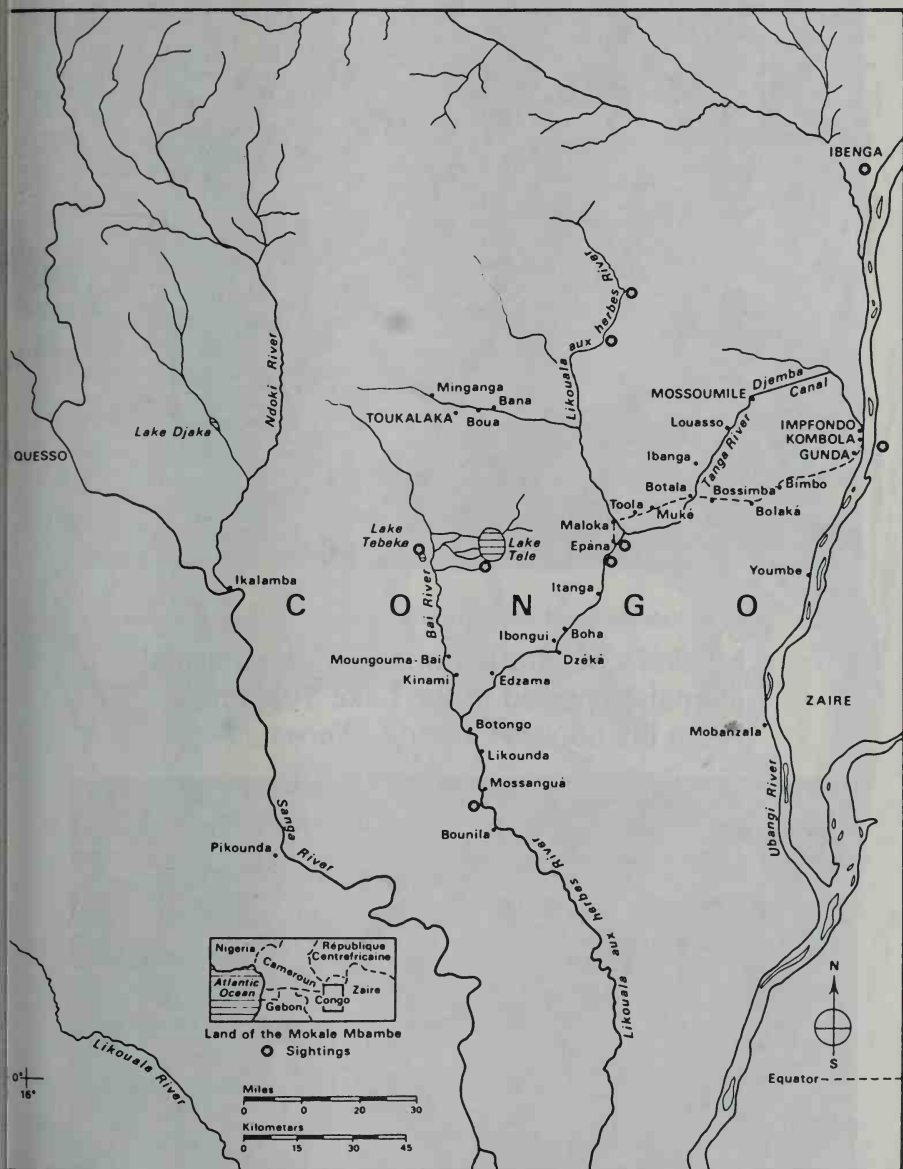 IBENGA
Likouala aux herbes River
Ndoki River
Minganga
Bana
TOUKALAKA
Boua
MOSSOUMILE
Djemba
Canal
Lake Djaka
Louasso
IMPFONDO
KOMBOLA
GUNDA
QUESSO
Ibanga
Tanga River
Botala
Bossimba
Bimbo
Toola
Muké
Bolaká
Maloka
Lake
Tebeke
Lake
Tele
Epéna
Youmbe
Ikalamba
Itanga
C O N G O
Bai River
Ibongui
Boha
Moungouma-Bai
Dzéké
Kinami
Edzama
ZAIRE
Botongo
Mobanzala
Likounda
Mossanguá
Sanga
River
Bounila
Ubangi River
Pikounda
Likouala aux herbes River
Nigeria
République
Centrefricaine
Cameroun
Atlantic
Ocean
Zaire
Congo
Gebon
Land of the Mokale Mbambe
Sightings
N
S
Likouala River
0°
16°
Equator
Miles
0 0 20 30
Kilometars
0 15 30 45